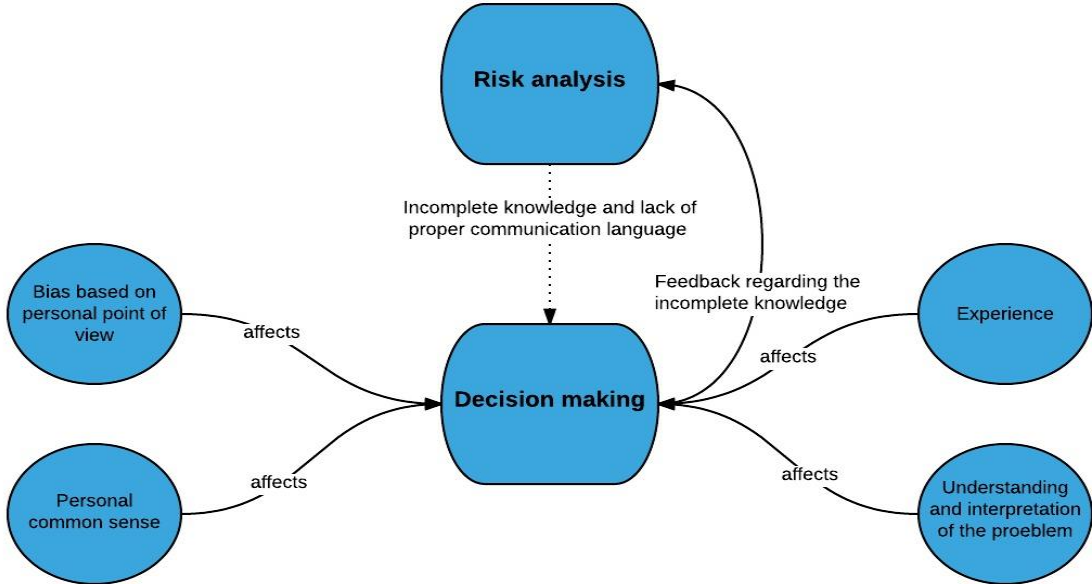 Risk analysis
Incomplete knowledge and lack of
proper communication language
Feedback regarding the
incomplete knowledge
Bias based on
personal point of
view
affects
Experience
affects
Decision making
Personal
common sense
affects
affects
Understanding
and interpretation
of the proeblem